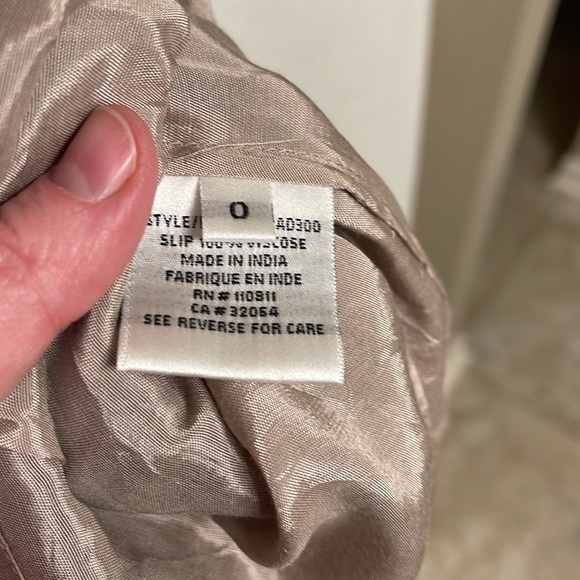 0
STYLE/ AD300
SLIP 100% VISCOSE
MADE IN INDIA
FABRIQUE EN INDE
RN # 110811
CA # 32054
SEE REVERSE FOR CARE